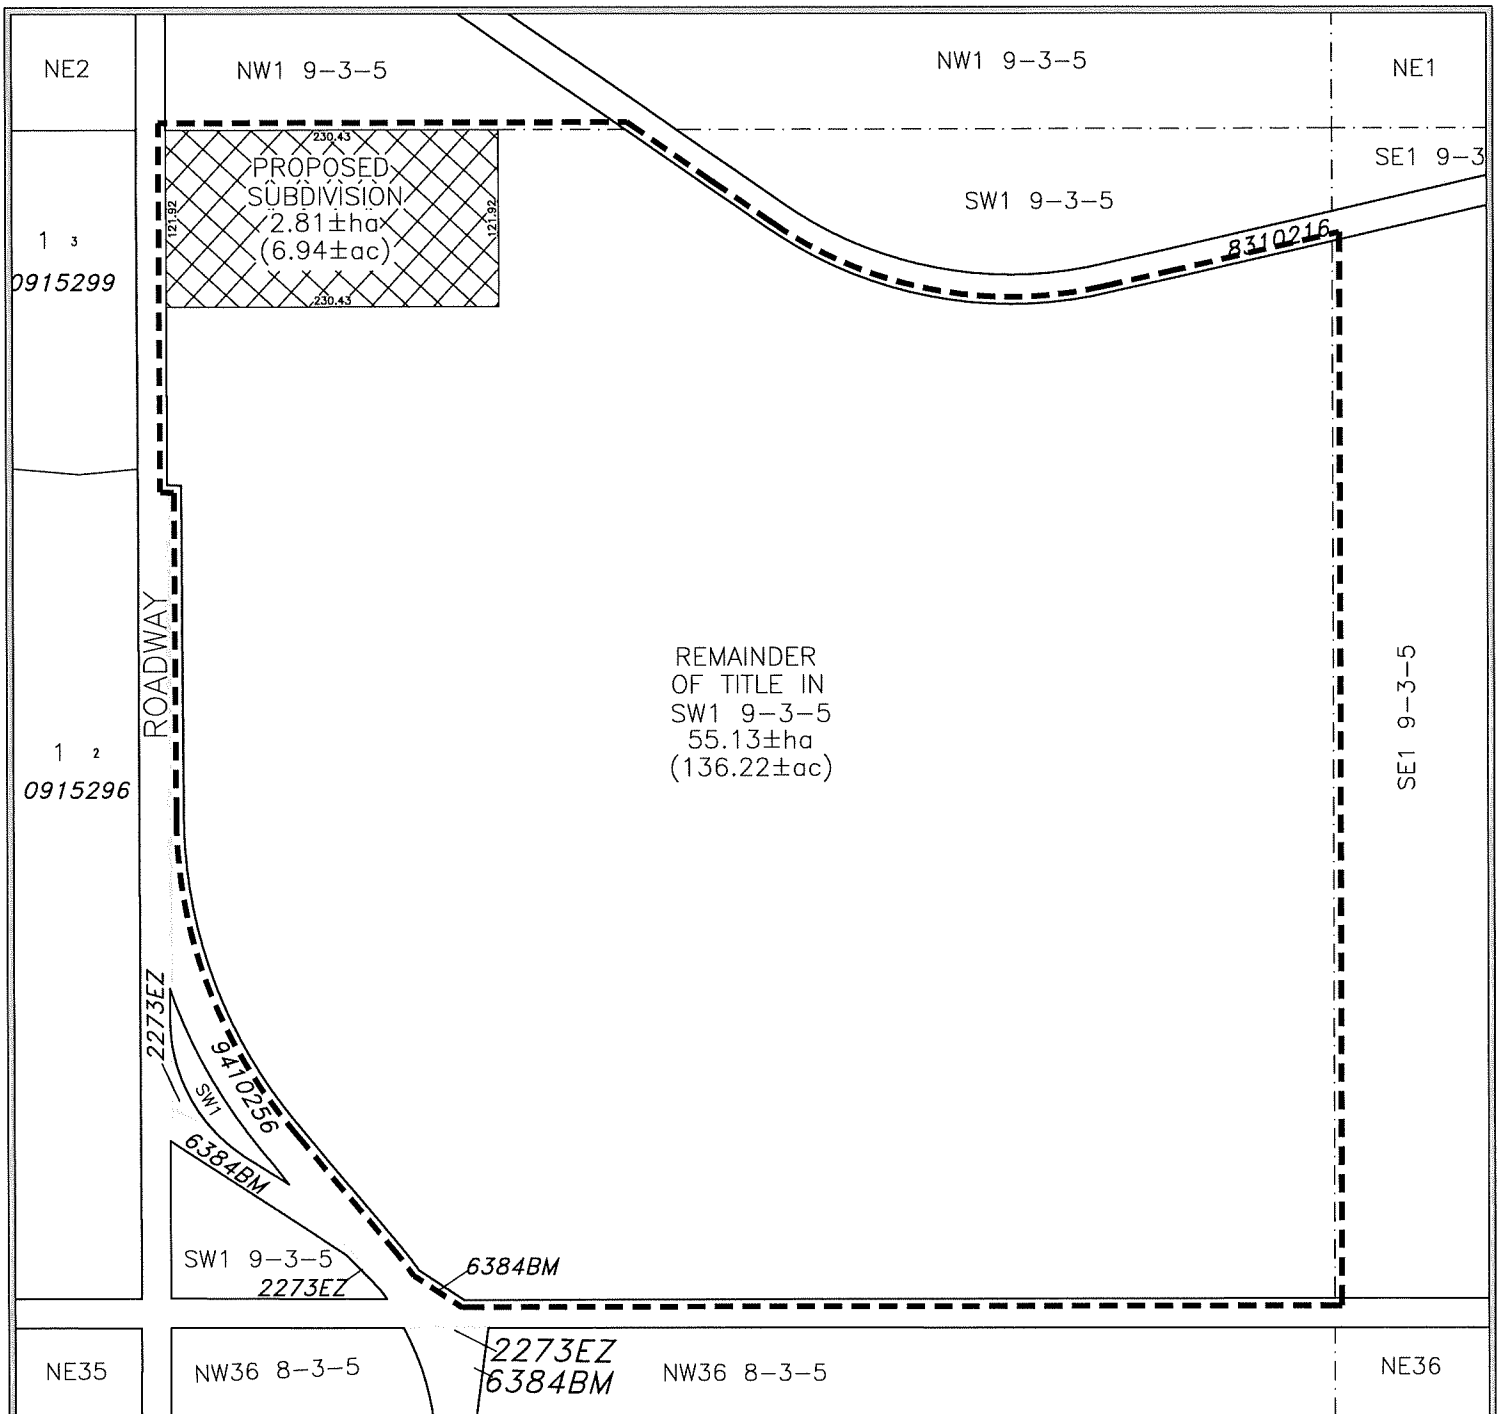 NE2
NW1 9-3-5
NW1 9-3-5
NE1
230.43
PROPOSED
SUBDIVISION
2.81±ha
(6.94±ac)
121.92
121.92
230.43
SE1 9-3
SW1 9-3-5
8310216
1 3
0915299
ROADWAY
REMAINDER
OF TITLE IN
SW1 9-3-5
55.13±ha
(136.22±ac)
SE1 9-3-5
1 2
0915296
2273EZ
SW1
9410256
6384BM
SW1 9-3-5
2273EZ
6384BM
NE35
NW36 8-3-5
2273EZ
6384BM
NW36 8-3-5
NE36